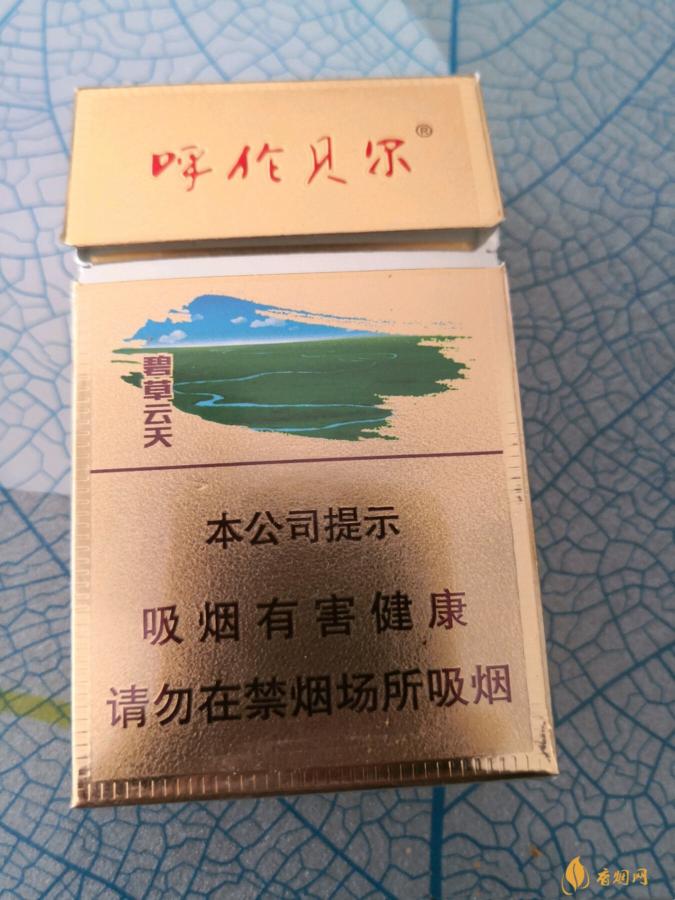 呼伦贝尔®
碧草云天
本公司提示
吸烟有害健康
请勿在禁烟场所吸烟
香烟网